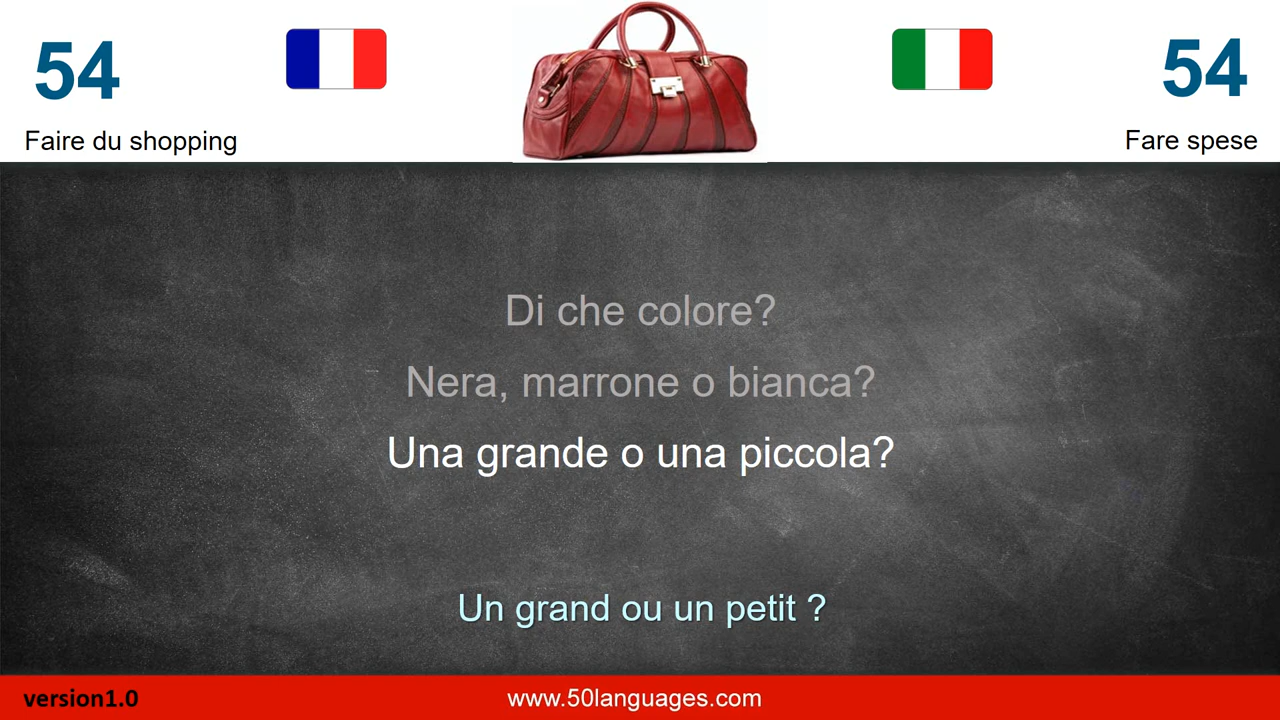 54
54
Faire du shopping
Fare spese
Di che colore?
Nera, marrone o bianca?
Una grande o una piccola?
Un grand ou un petit ?
version1.0
www.50languages.com